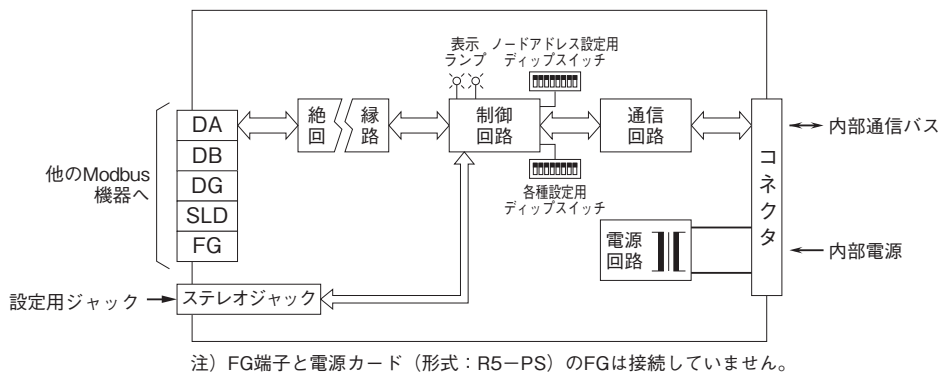 表示
ランプ
ノードアドレス設定用
ディップスイッチ
DA
DB
DG
SLD
FG
他のModbus
機器へ
絶縁
回路
制御
回路
通信
回路
コネクタ
内部通信バス
各種設定用
ディップスイッチ
電源
回路
内部電源
設定用ジャック
ステレオジャック
注）FG端子と電源カード（形式：R5－PS）のFGは接続していません。